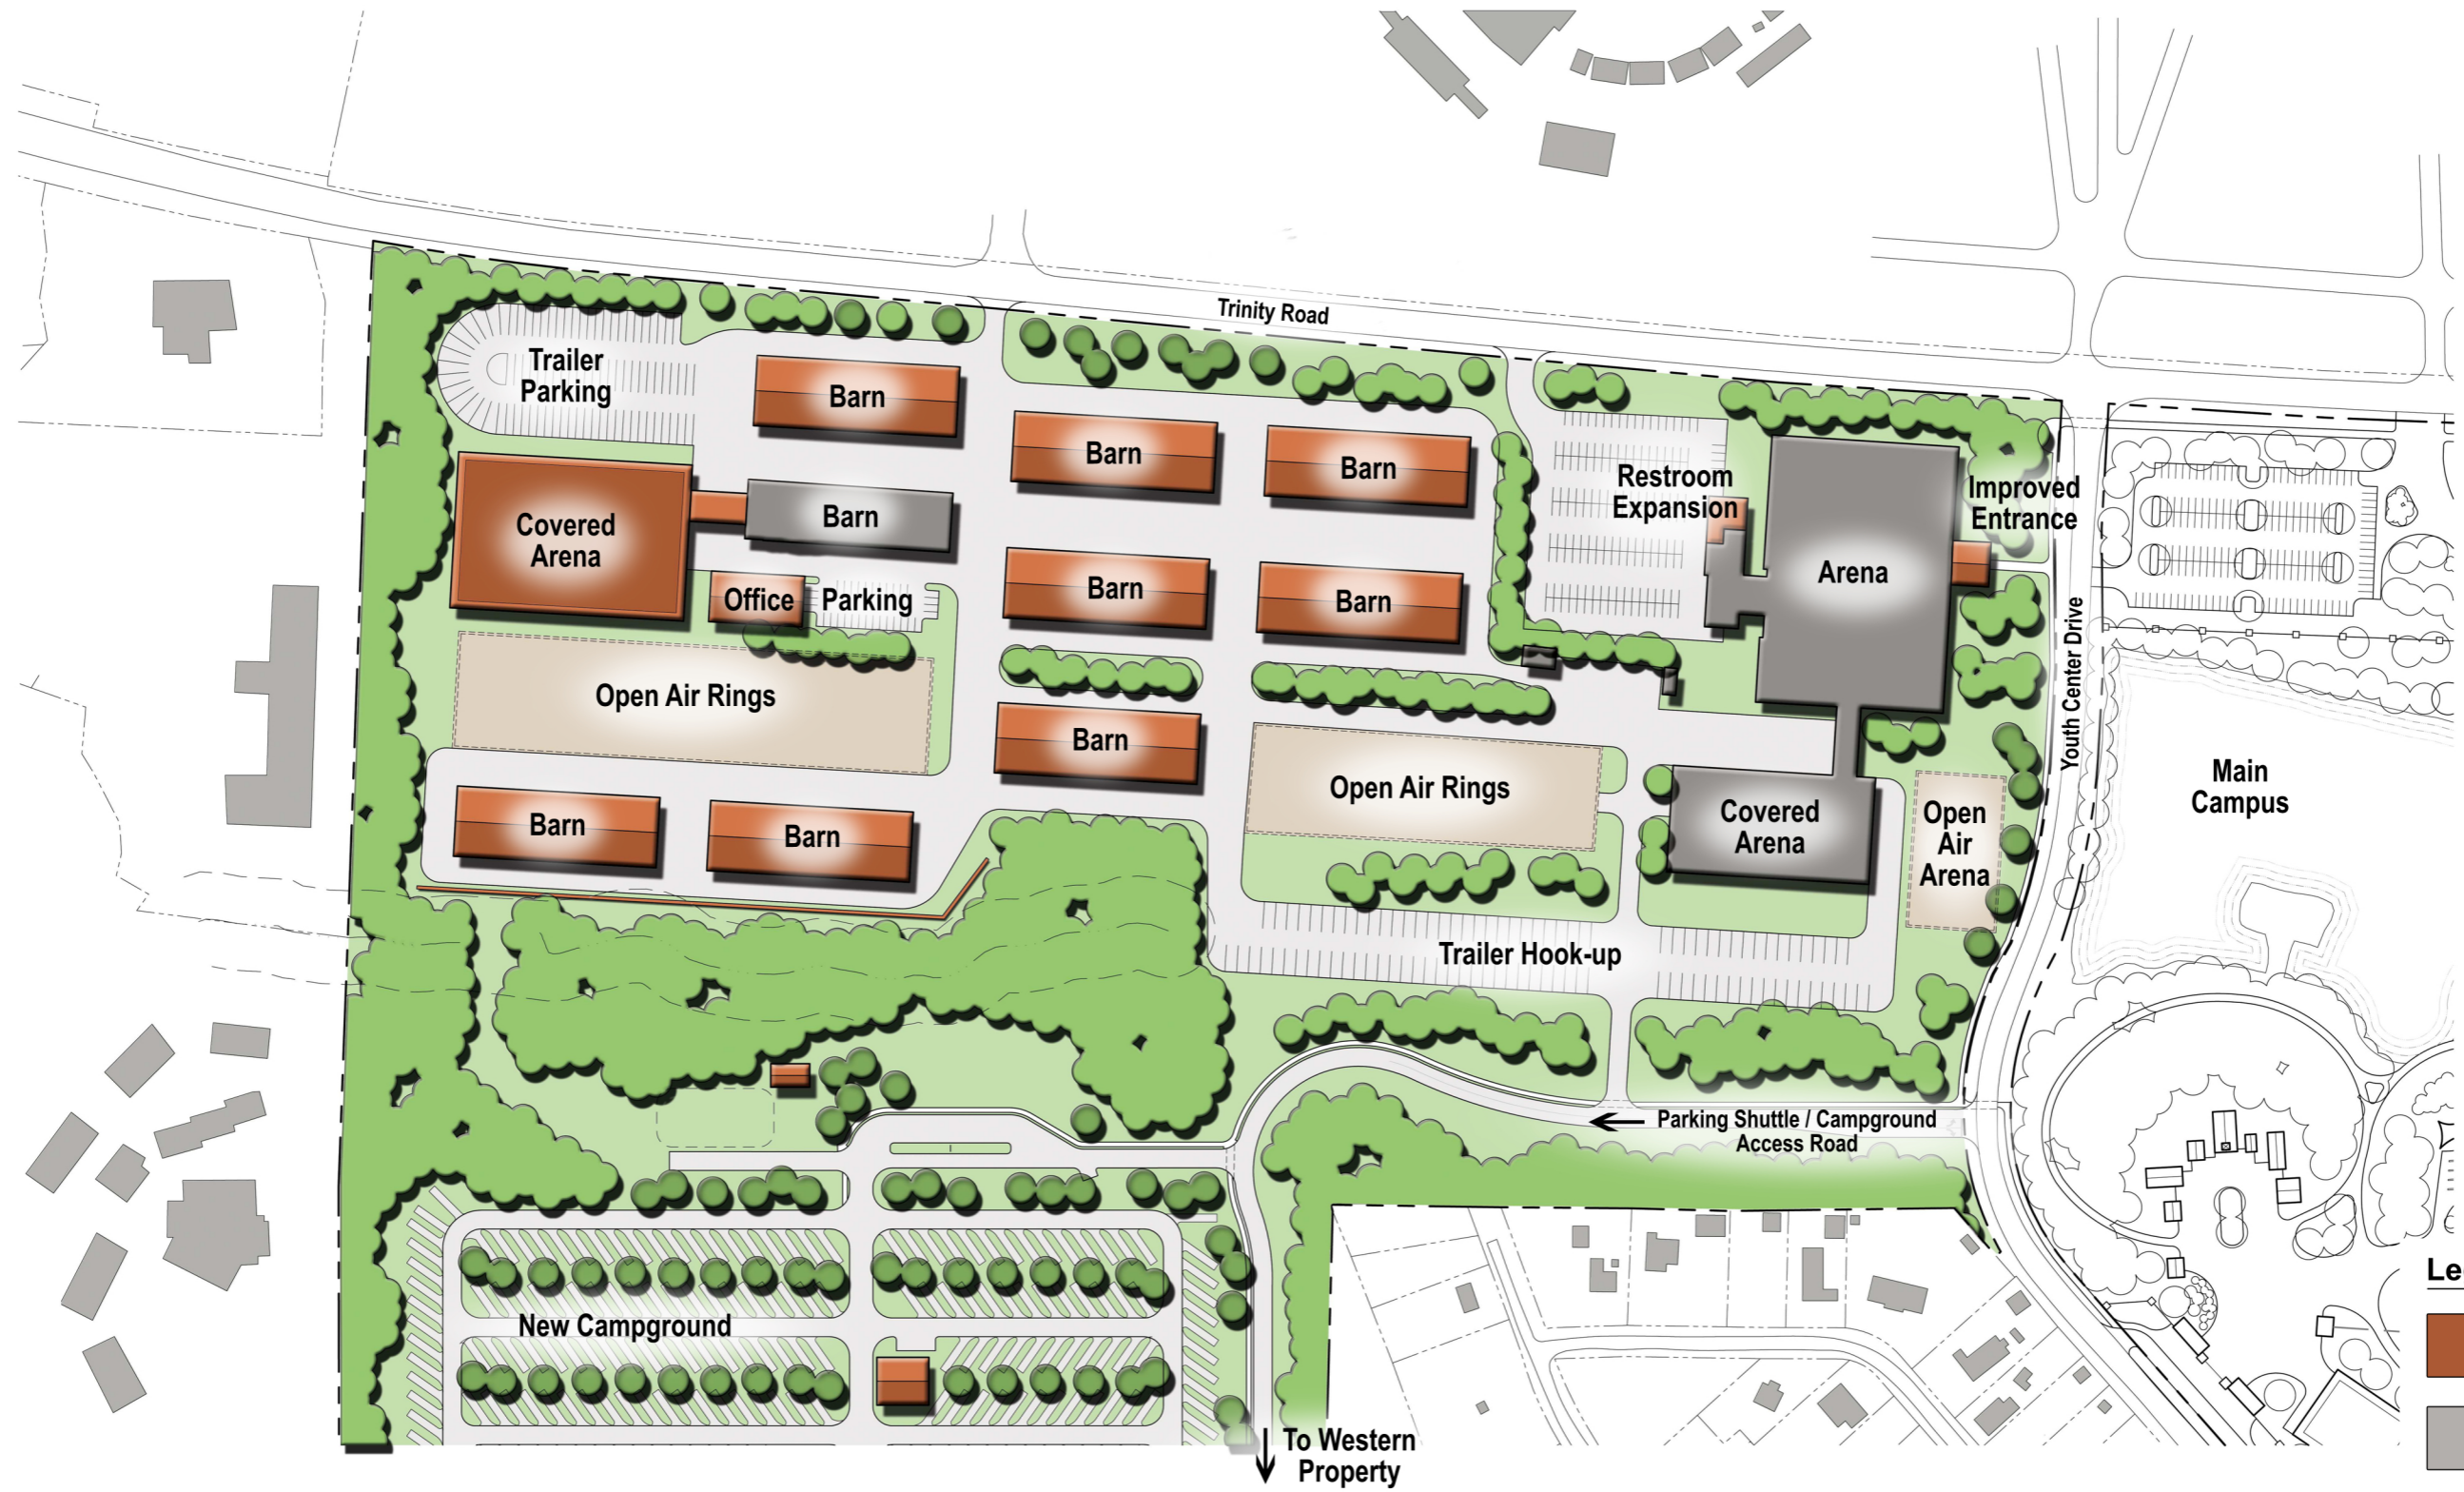 Trinity Road
Trailer
Parking
Barn
Barn
Barn
Restroom
Expansion
Improved
Entrance
Covered
Arena
Barn
Arena
Office
Parking
Barn
Barn
Youth Center Drive
Open Air Rings
Barn
Open Air Rings
Main
Campus
Barn
Barn
Covered
Arena
Open
Air
Arena
Trailer Hook-up
Parking Shuttle / Campground
Access Road
New Campground
Le
To Western
Property